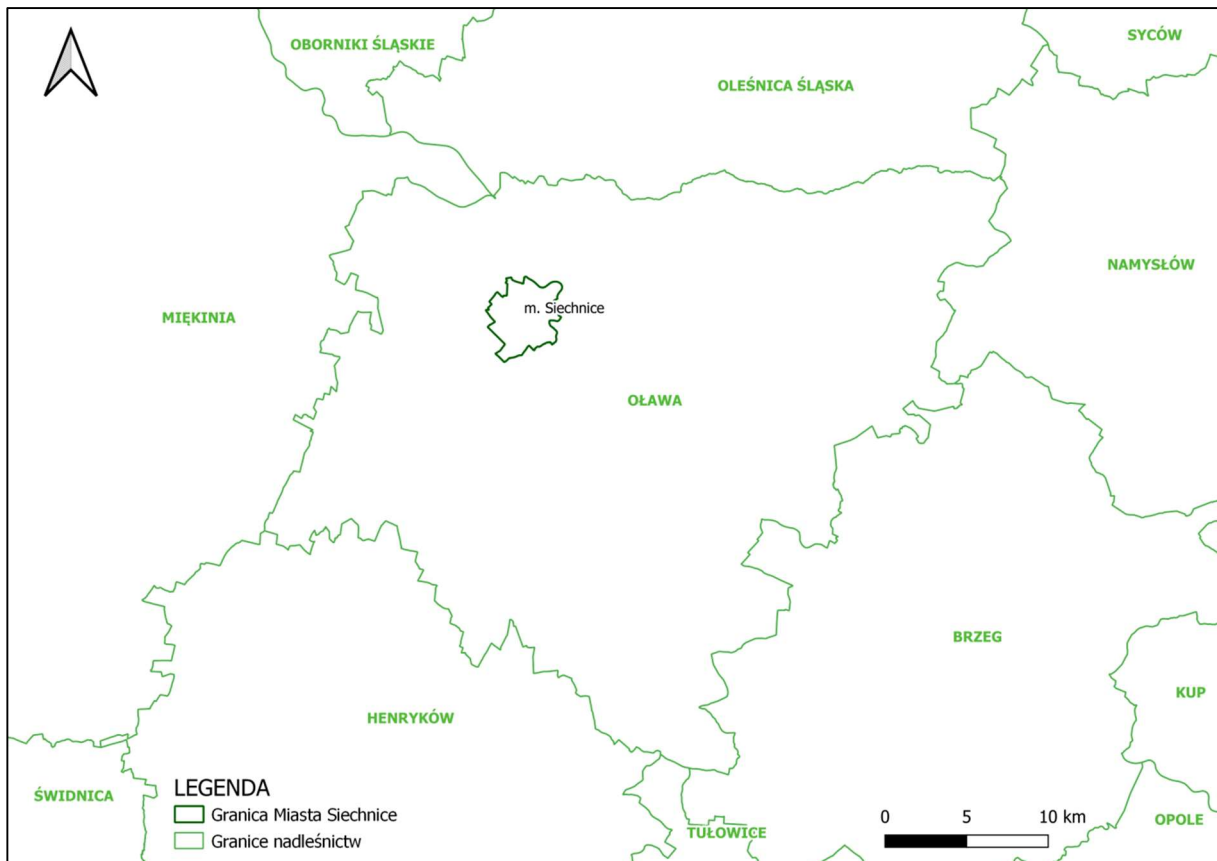 OBORNIKI ŚLĄSKIE
SYCÓW
OLEŚNICA ŚLĄSKA
NAMYSŁÓW
m. Siechnice
MIĘKINIA
OŁAWA
BRZEG
KUP
HENRYKÓW
LEGENDA
ŚWIDNICA
Granica Miasta Siechnice
0 5 10 km
OPOLE
TUŁOWICE
Granice nadleśnictw